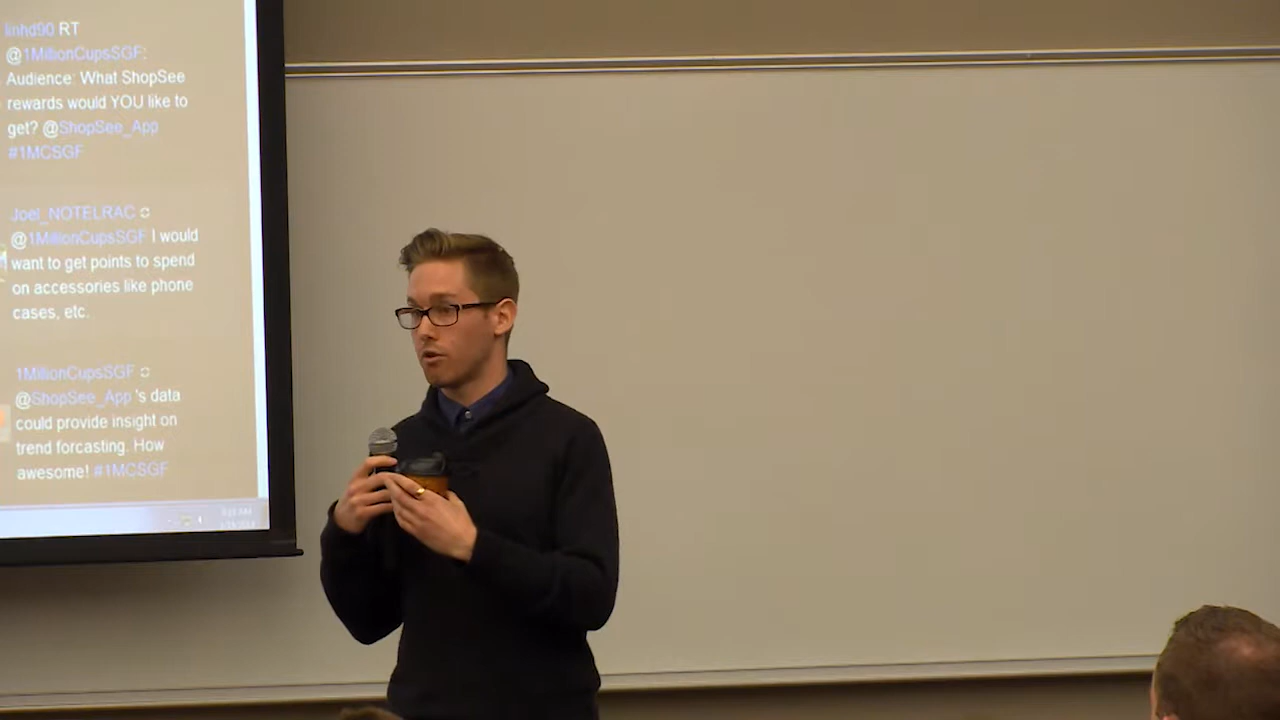 linhd90 RT
@1MillionCupsSGF:
Audience: What ShopSee
rewards would YOU like to
get? @ShopSee_App
#1MCSGF
Joel_NOTELRAC
@1MillionCupsSGF I would
want to get points to spend
on accessories like phone
cases, etc.
1MillionCupsSGF
@ShopSee_App 's data
could provide insight on
trend forcasting. How
awesome! #1MCSGF